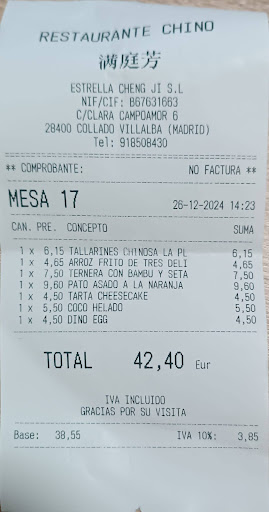 RESTAURANTE CHINO
满庭芳
ESTRELLA CHENG JI S.L
NIF/CIF: B67631663
C/CLARA CAMPOAMOR 6
28400 COLLADO VILLALBA (MADRID)
Tel: 918508430
** COMPROBANTE: NO FACTURA **
MESA 17 26-12-2024 14:23
CAN. PRE. CONCEPTO SUMA
1 x 6,15 TALLARINES CHINOSA LA PL 6,15
1 x 4,65 ARROZ FRITO DE TRES DELI 4,65
1 x 7,50 TERNERA CON BAMBU Y SETA 7,50
1 x 9,60 PATO ASADO A LA NARANJA 9,60
1 x 4,50 TARTA CHEESECAKE 4,50
1 x 5,50 COCO HELADO 5,50
1 x 4,50 DINO EGG 4,50
TOTAL 42,40 Eur
IVA INCLUIDO
GRACIAS POR SU VISITA
Base: 38,55 IVA 10%: 3,85